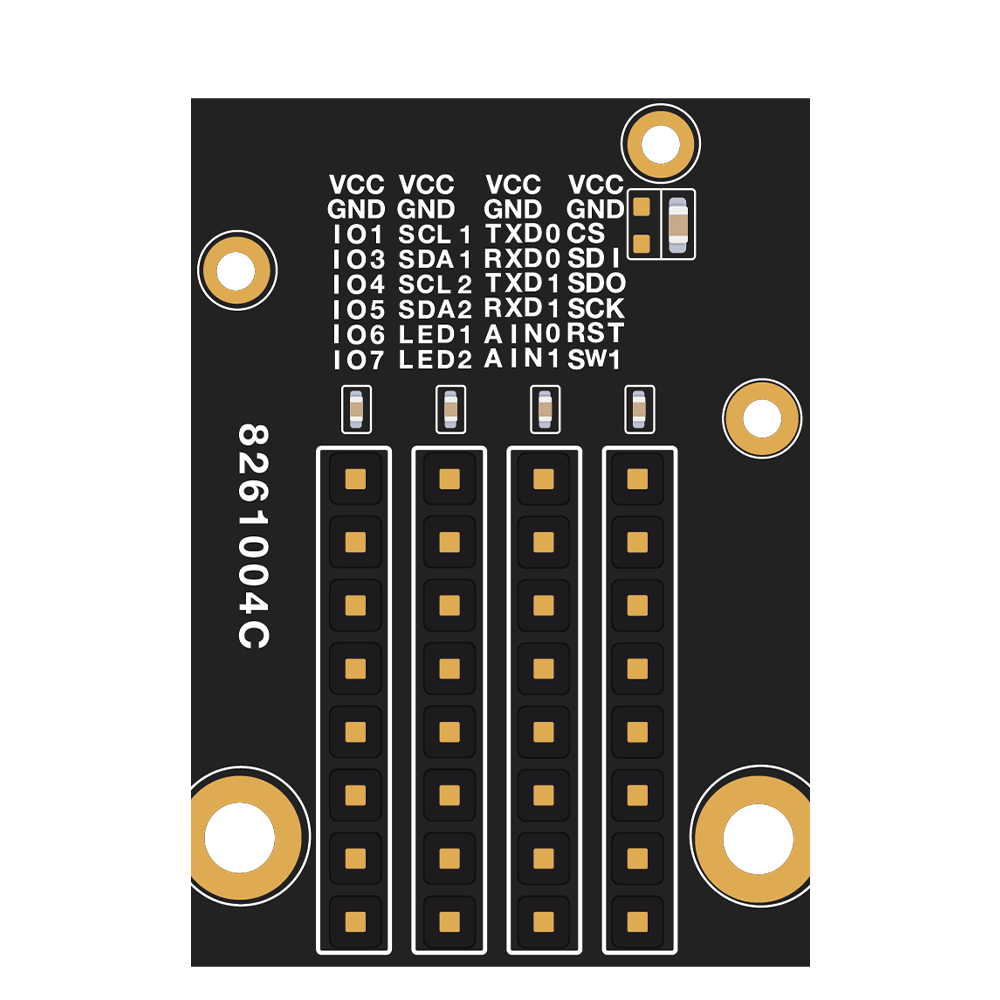 VCC VCC VCC VCC
GND GND GND GND
IO1 SCL1 TXD0 CS
IO3 SDA1 RXD0 SDI
IO4 SCL2 TXD1 SDO
IO5 SDA2 RXD1 SCK
IO6 LED1 AIN0 RST
IO7 LED2 AIN1 SW1
8261004C